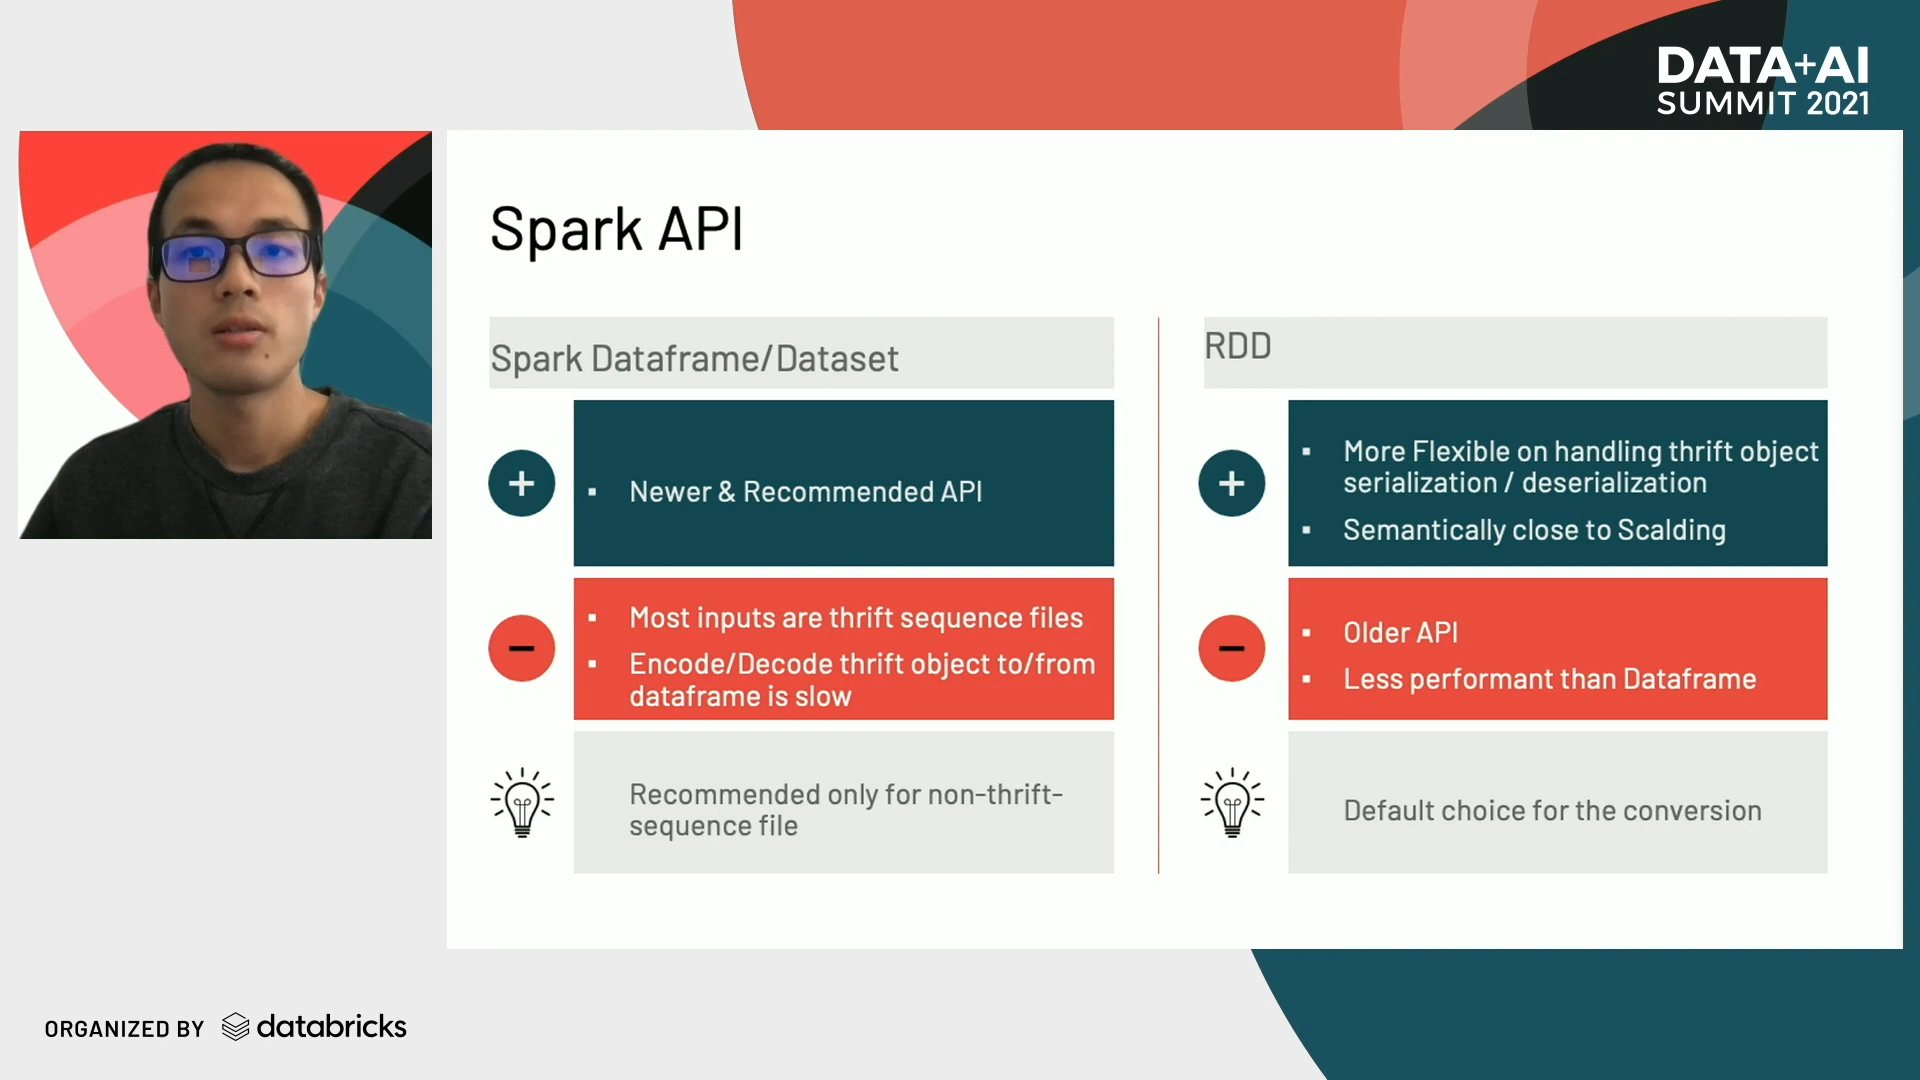 DATA+AI
SUMMIT 2021
Spark API
Spark Dataframe/Dataset
▪ Newer & Recommended API
▪ Most inputs are thrift sequence files
▪ Encode/Decode thrift object to/from
dataframe is slow
Recommended only for non-thrift-
sequence file
RDD
▪ More Flexible on handling thrift object
serialization / deserialization
▪ Semantically close to Scalding
▪ Older API
▪ Less performant than Dataframe
Default choice for the conversion
ORGANIZED BY databricks